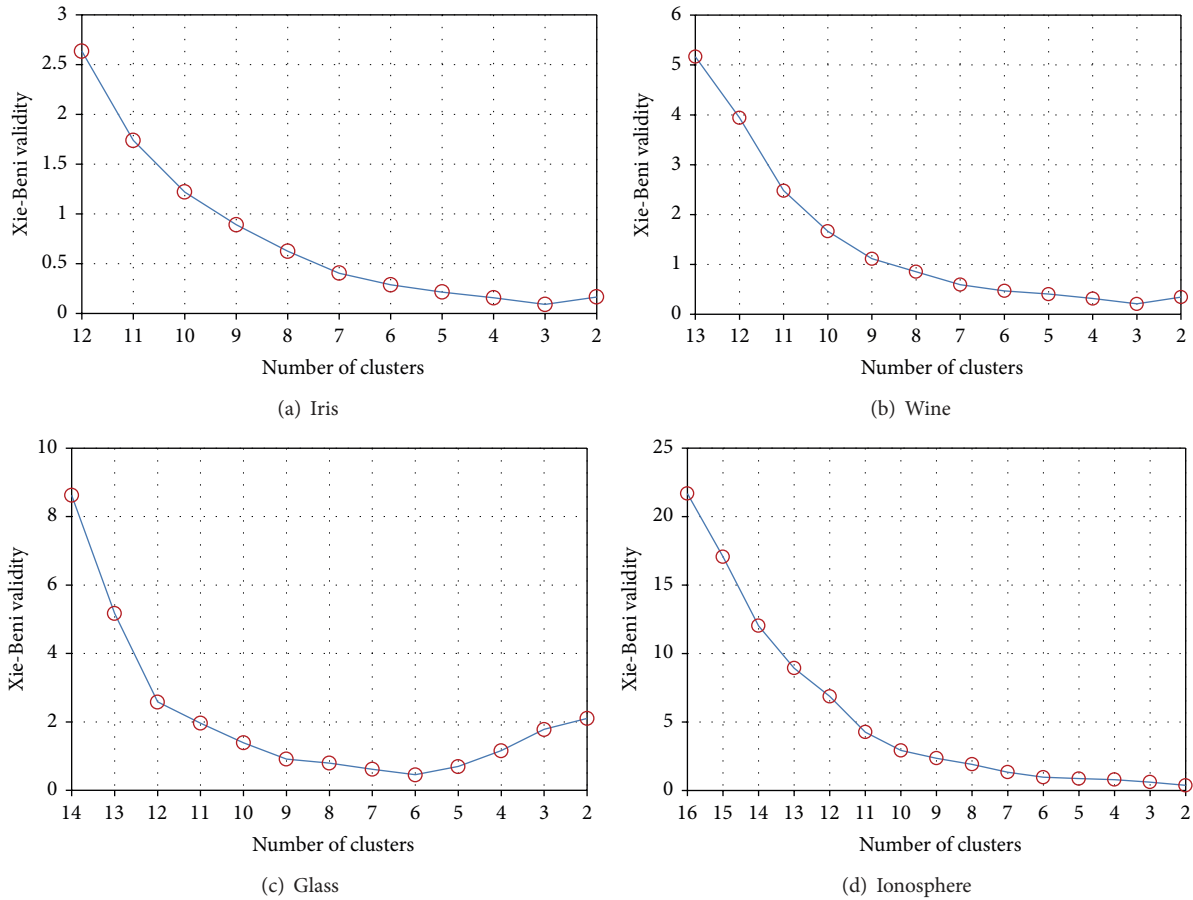 3
2.5
2
1.5
1
0.5
0
Xie-Beni validity
12 11 10 9 8 7 6 5 4 3 2
Number of clusters
(a) Iris
6
5
4
3
2
1
0
Xie-Beni validity
13 12 11 10 9 8 7 6 5 4 3 2
Number of clusters
(b) Wine
10
8
6
4
2
0
Xie-Beni validity
14 13 12 11 10 9 8 7 6 5 4 3 2
Number of clusters
(c) Glass
25
20
15
10
5
0
Xie-Beni validity
16 15 14 13 12 11 10 9 8 7 6 5 4 3 2
Number of clusters
(d) Ionosphere